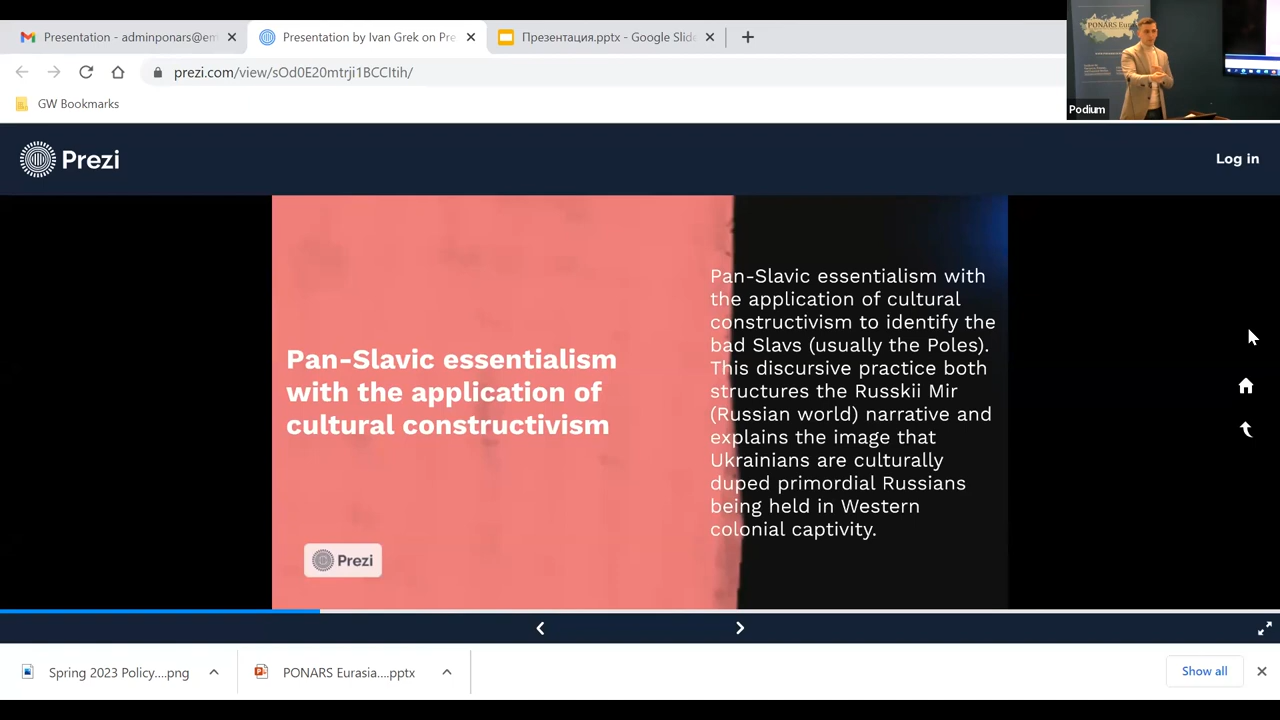 Presentation - adminponars@em
Presentation by Ivan Grek on Pre
Презентация.pptx - Google Slide
prezi.com/view/sOd0E20mtrji1BCCItih/
GW Bookmarks
PONARS Eur
Podium
Prezi
Log in
Pan-Slavic essentialism
with the application of
cultural constructivism
Pan-Slavic essentialism with
the application of cultural
constructivism to identify the
bad Slavs (usually the Poles).
This discursive practice both
structures the Russkii Mir
(Russian world) narrative and
explains the image that
Ukrainians are culturally
duped primordial Russians
being held in Western
colonial captivity.
Prezi
Spring 2023 Policy....png
PONARS Eurasia....pptx
Show all